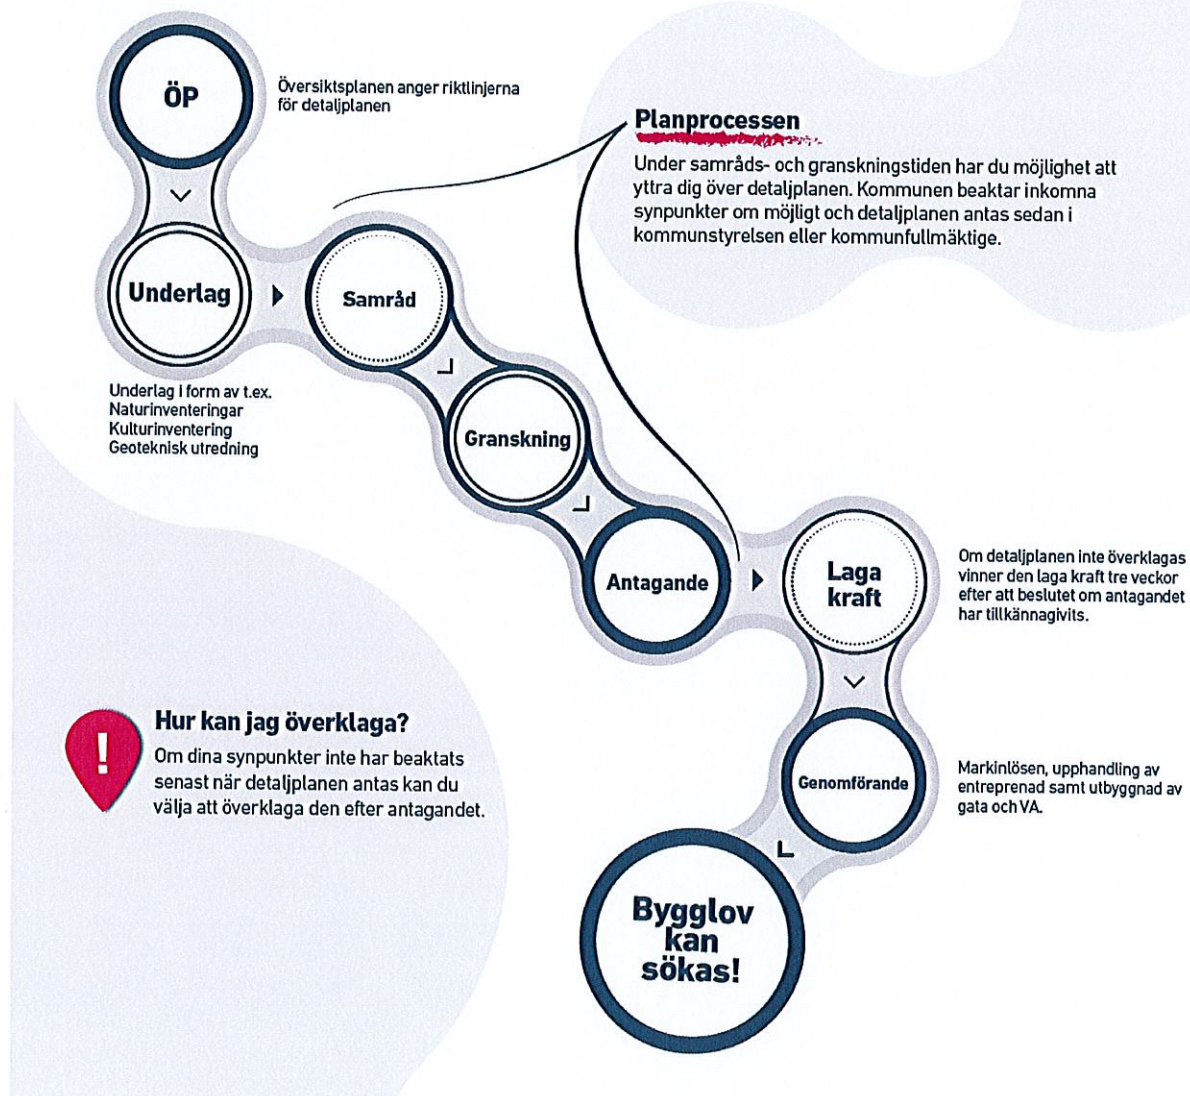 ÖP
Översiktsplanen anger riktlinjerna
för detaljplanen
Planprocessen
Under samråds- och granskningstiden har du möjlighet att
yttra dig över detaljplanen. Kommunen beaktar inkomna
synpunkter om möjligt och detaljplanen antas sedan i
kommunstyrelsen eller kommunfullmäktige.
Underlag
Samråd
Underlag i form av t.ex.
Naturinventeringar
Kulturinventering
Geoteknisk utredning
Granskning
Antagande
Laga
kraft
Om detaljplanen inte överklagas
vinner den laga kraft tre veckor
efter att beslutet om antagandet
har tillkännagivits.
Hur kan jag överklaga?
Om dina synpunkter inte har beaktats
senast när detaljplanen antas kan du
välja att överklaga den efter antagandet.
!
Genomförande
Markinlösen, upphandling av
entreprenad samt utbyggnad av
gata och VA.
Bygglov
kan
sökas!